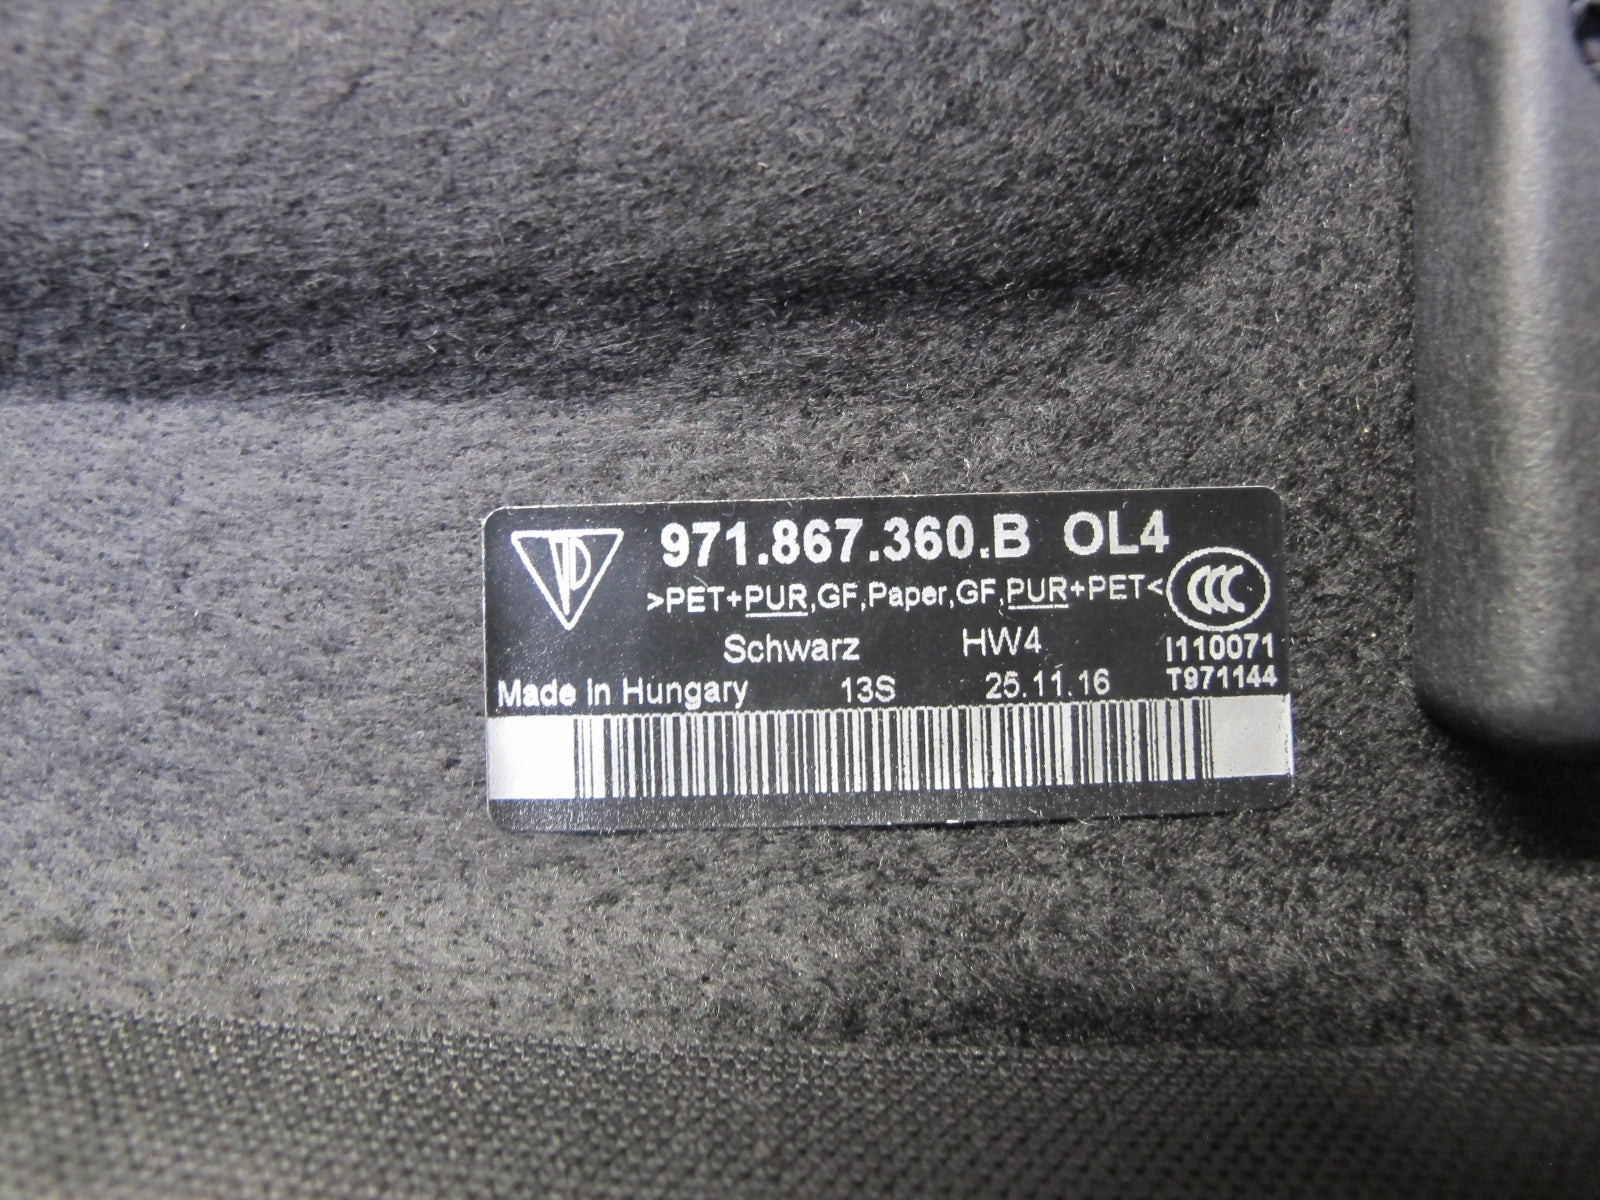 971.867.360.B OL4
>PET+PUR,GF,Paper,GF,PUR+PET<
CCC
Schwarz HW4 I110071
Made in Hungary 13S 25.11.16 T971144